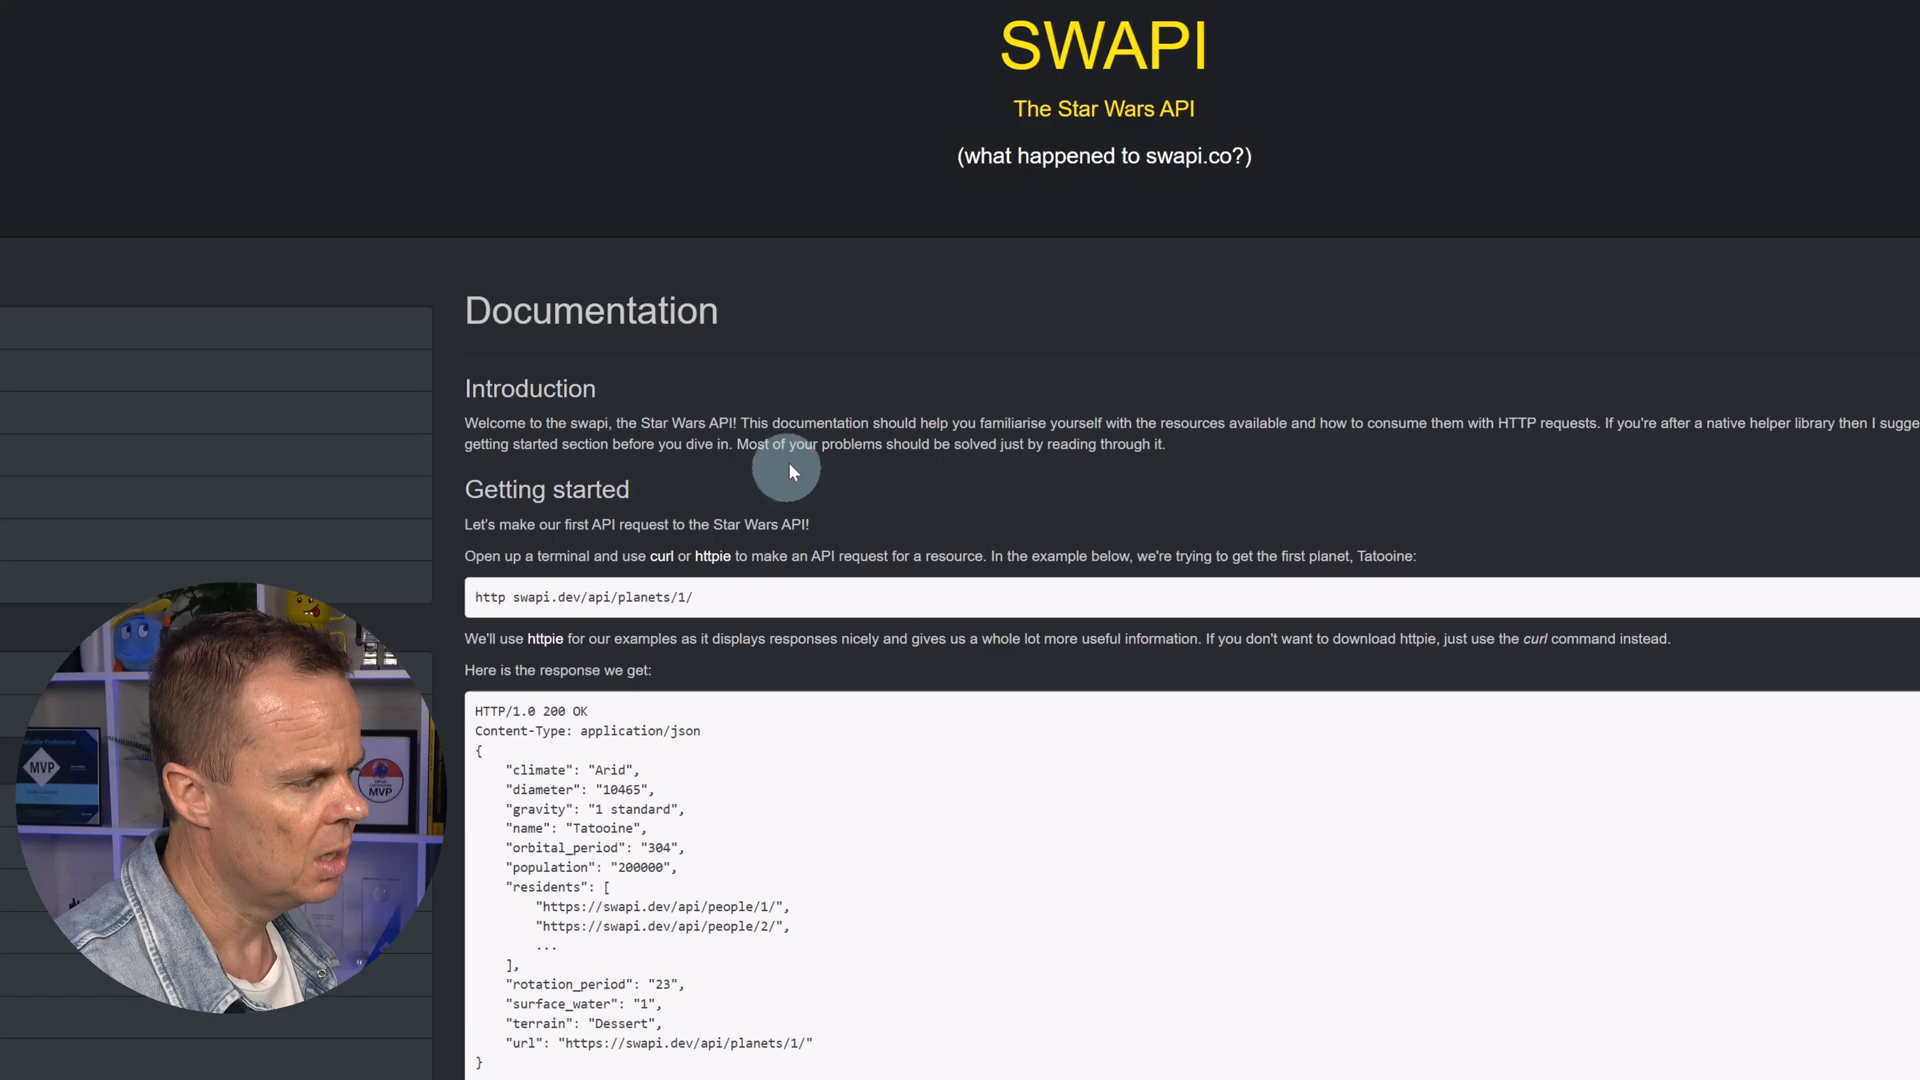 SWAPI
The Star Wars API
(what happened to swapi.co?)
Documentation
Introduction
Welcome to the swapi, the Star Wars API! This documentation should help you familiarise yourself with the resources available and how to consume them with HTTP requests. If you're after a native helper library then I sugge
getting started section before you dive in. Most of your problems should be solved just by reading through it.
Getting started
Let's make our first API request to the Star Wars API!
Open up a terminal and use curl or httpie to make an API request for a resource. In the example below, we're trying to get the first planet, Tatooine:
http swapi.dev/api/planets/1/
We'll use httpie for our examples as it displays responses nicely and gives us a whole lot more useful information. If you don't want to download httpie, just use the curl command instead.
Here is the response we get:
HTTP/1.0 200 OK
Content-Type: application/json
{
"climate": "Arid",
"diameter": "10465",
"gravity": "1 standard",
"name": "Tatooine",
"orbital_period": "304",
"population": "200000",
"residents": [
"https://swapi.dev/api/people/1/",
"https://swapi.dev/api/people/2/",
...
],
"rotation_period": "23",
"surface_water": "1",
"terrain": "Dessert",
"url": "https://swapi.dev/api/planets/1/"
}
MVP
MVP